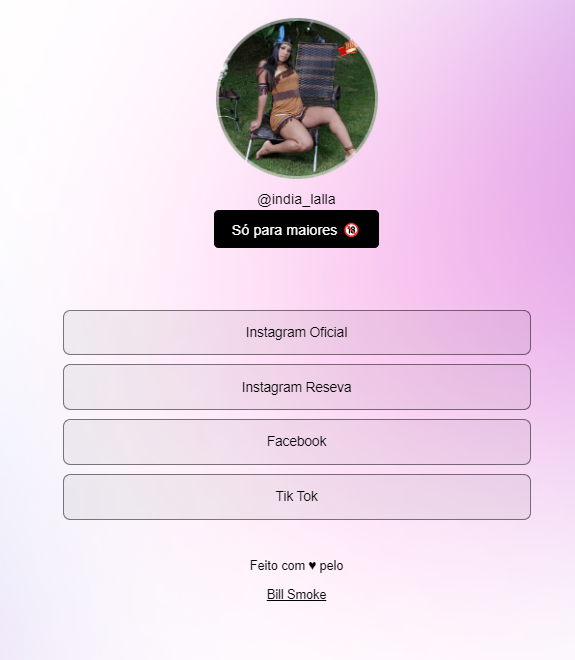 @india_lalla
Só para maiores 🔞
Instagram Oficial
Instagram Reseva
Facebook
Tik Tok
Feito com ♥ pelo
Bill Smoke